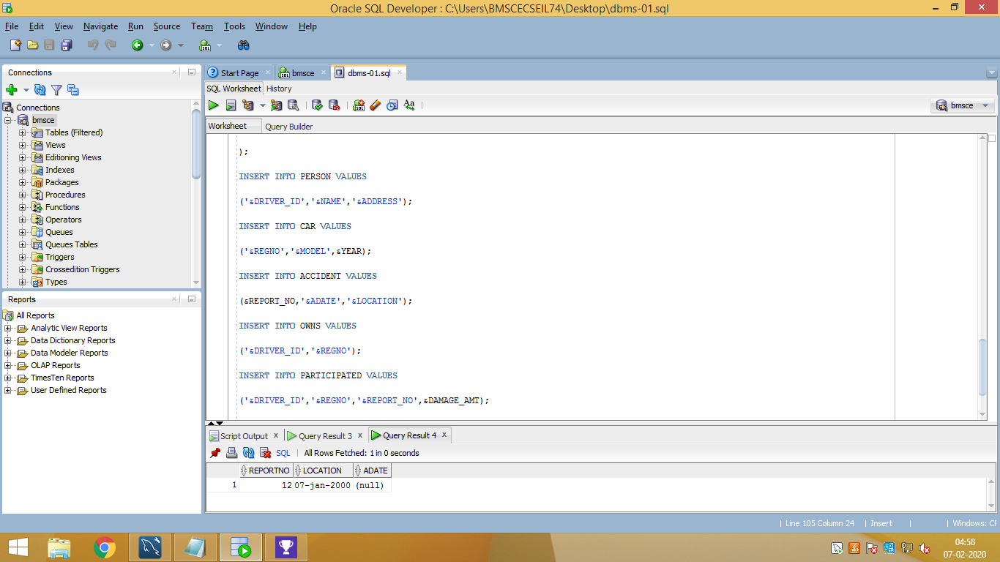 Oracle SQL Developer : C:\Users\BMSCECSEIL74\Desktop\dbms-01.sql
File Edit View Navigate Run Source Team Tools Window Help
Connections
Connections
bmsce
Tables (Filtered)
Views
Editioning Views
Indexes
Packages
Procedures
Functions
Operators
Queues
Queues Tables
Triggers
Crossedition Triggers
Types
Reports
All Reports
Analytic View Reports
Data Dictionary Reports
Data Modeler Reports
OLAP Reports
TimesTen Reports
User Defined Reports
Start Page bmsce dbms-01.sql
SQL Worksheet History
bmsce
Worksheet Query Builder
);
INSERT INTO PERSON VALUES
('&DRIVER_ID','&NAME','&ADDRESS');
INSERT INTO CAR VALUES
('&REGNO','&MODEL',&YEAR);
INSERT INTO ACCIDENT VALUES
(&REPORT_NO,'&ADATE','&LOCATION');
INSERT INTO OWNS VALUES
('&DRIVER_ID','&REGNO');
INSERT INTO PARTICIPATED VALUES
('&DRIVER_ID','&REGNO','&REPORT_NO',&DAMAGE_AMT);
Script Output Query Result 3 Query Result 4
SQL | All Rows Fetched: 1 in 0 seconds
REPORTNO LOCATION ADATE
1 12 07-jan-2000 (null)
| Line 105 Column 24 | Insert | | Windows: CF
04:58
07-02-2020